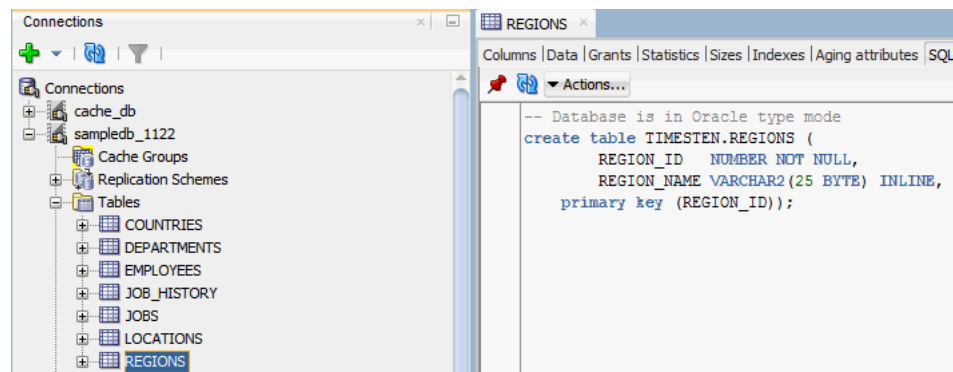 Connections
Connections
cache_db
sampledb_1122
Cache Groups
Replication Schemes
Tables
COUNTRIES
DEPARTMENTS
EMPLOYEES
JOB_HISTORY
JOBS
LOCATIONS
REGIONS
REGIONS
Columns |Data |Grants |Statistics |Sizes |Indexes |Aging attributes |SQL
Actions...
-- Database is in Oracle type mode
create table TIMESTEN.REGIONS (
REGION_ID NUMBER NOT NULL,
REGION_NAME VARCHAR2(25 BYTE) INLINE,
primary key (REGION_ID));